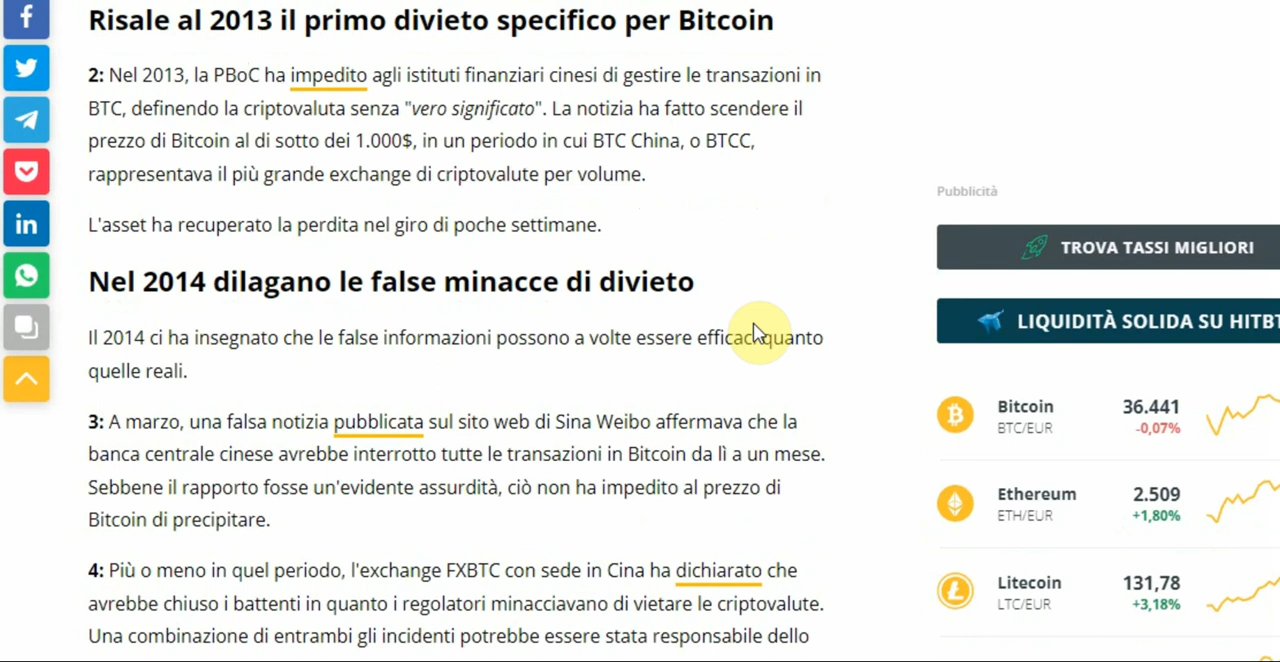 Risale al 2013 il primo divieto specifico per Bitcoin
2: Nel 2013, la PBoC ha impedito agli istituti finanziari cinesi di gestire le transazioni in
BTC, definendo la criptovaluta senza "vero significato". La notizia ha fatto scendere il
prezzo di Bitcoin al di sotto dei 1.000$, in un periodo in cui BTC China, o BTCC,
rappresentava il più grande exchange di criptovalute per volume.
L'asset ha recuperato la perdita nel giro di poche settimane.
Nel 2014 dilagano le false minacce di divieto
Il 2014 ci ha insegnato che le false informazioni possono a volte essere efficaci quanto
quelle reali.
3: A marzo, una falsa notizia pubblicata sul sito web di Sina Weibo affermava che la
banca centrale cinese avrebbe interrotto tutte le transazioni in Bitcoin da lì a un mese.
Sebbene il rapporto fosse un'evidente assurdità, ciò non ha impedito al prezzo di
Bitcoin di precipitare.
4: Più o meno in quel periodo, l'exchange FXBTC con sede in Cina ha dichiarato che
avrebbe chiuso i battenti in quanto i regolatori minacciavano di vietare le criptovalute.
Una combinazione di entrambi gli incidenti potrebbe essere stata responsabile dello
Pubblicità
TROVA TASSI MIGLIORI
LIQUIDITÀ SOLIDA SU HITBT
Bitcoin 36.441
BTC/EUR -0,07%
Ethereum 2.509
ETH/EUR +1,80%
Litecoin 131,78
LTC/EUR +3,18%